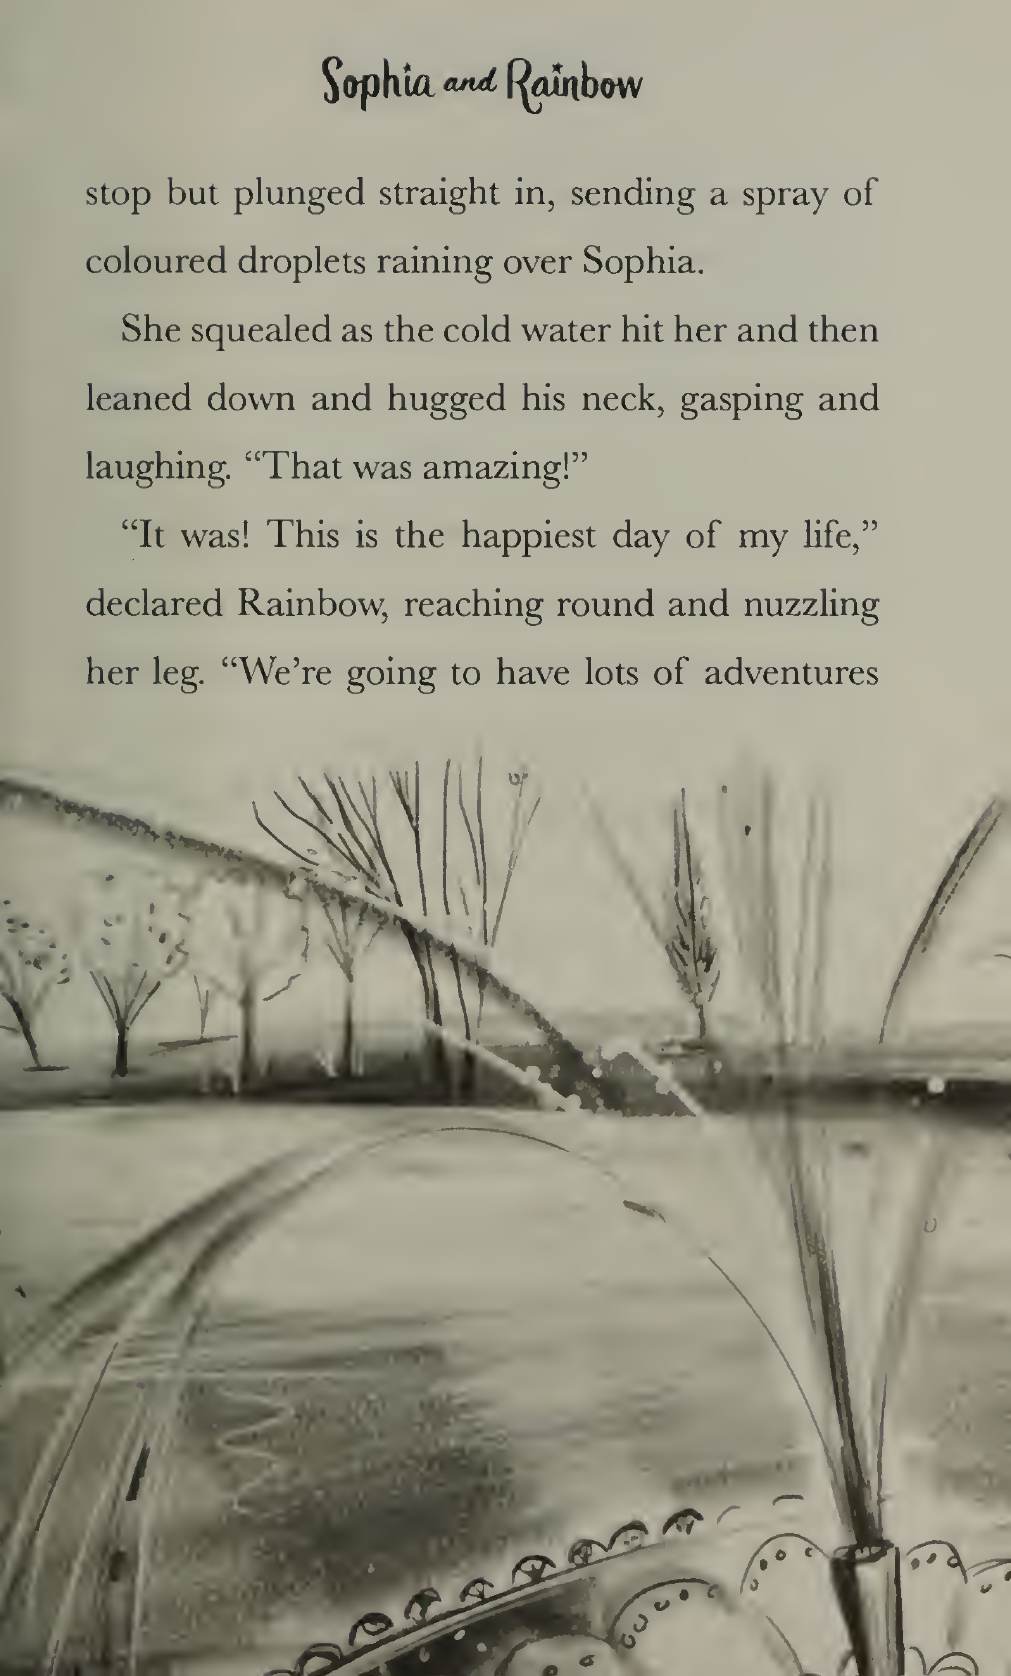 Sophia and Rainbow
stop but plunged straight in, sending a spray of
coloured droplets raining over Sophia.
She squealed as the cold water hit her and then
leaned down and hugged his neck, gasping and
laughing. “That was amazing!”
“It was! This is the happiest day of my life,”
declared Rainbow, reaching round and nuzzling
her leg. “We’re going to have lots of adventures